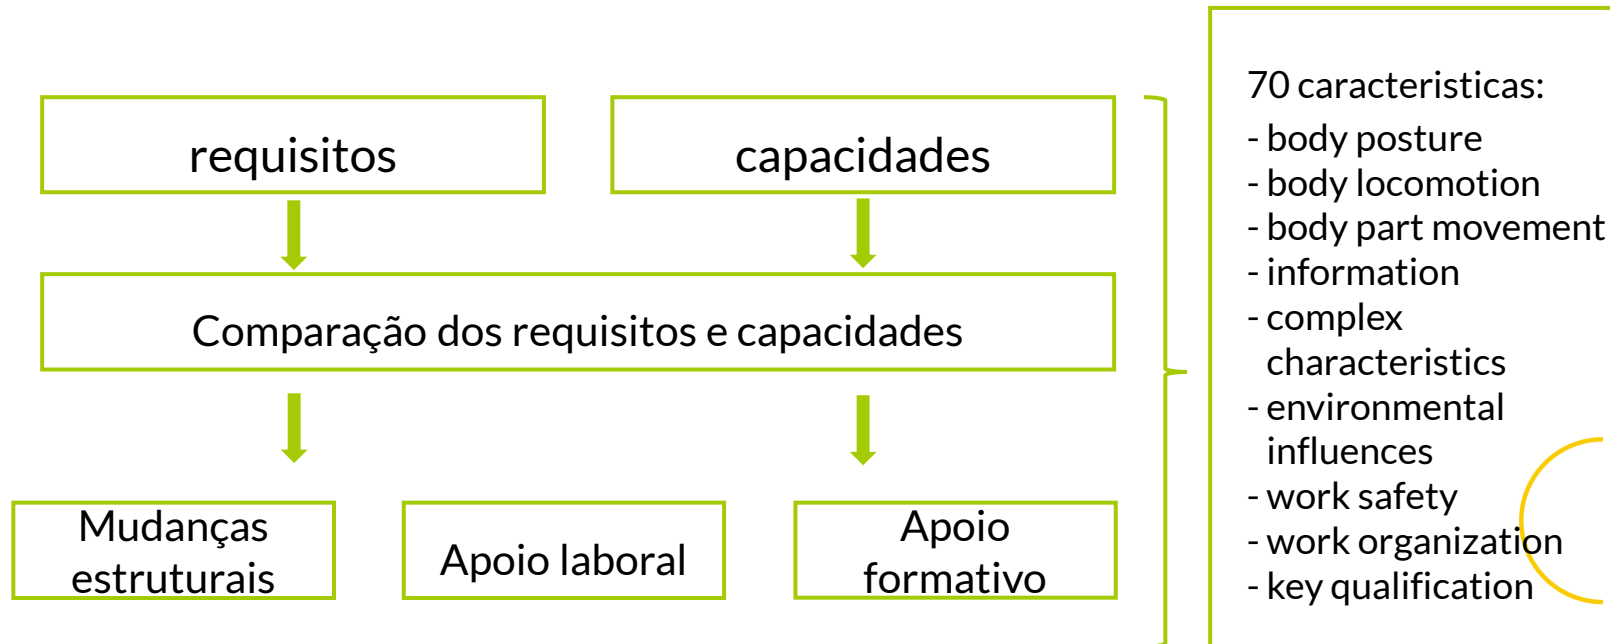 requisitos
capacidades
Comparação dos requisitos e capacidades
Mudanças
estruturais
Apoio laboral
Apoio
formativo
70 caracteristicas:
- body posture
- body locomotion
- body part movement
- information
- complex
characteristics
- environmental
influences
- work safety
- work organization
- key qualification